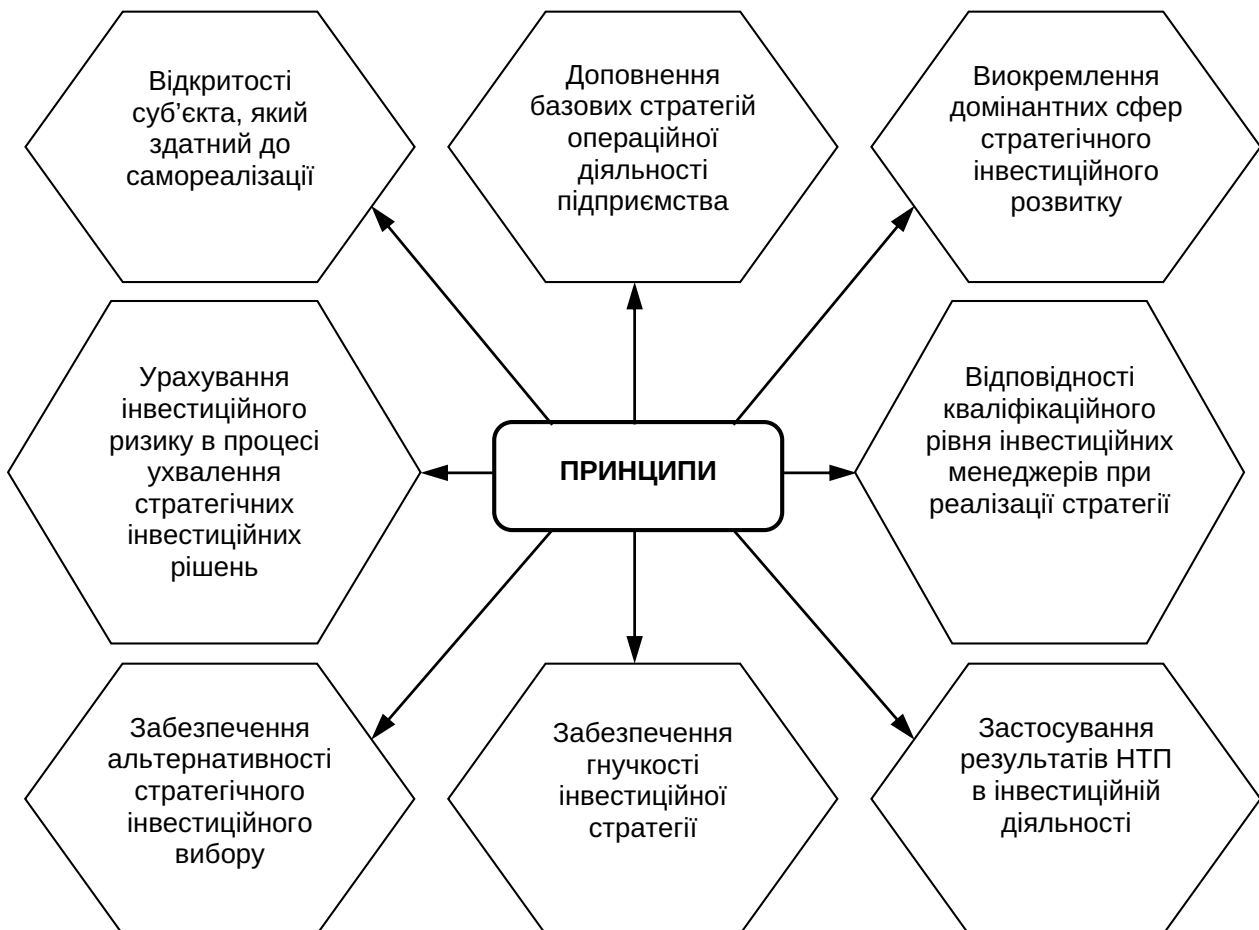 Відкритості
суб’єкта, який
здатний до
самореалізації
Доповнення
базових стратегій
операційної
діяльності
підприємства
Виокремлення
домінантних сфер
стратегічного
інвестиційного
розвитку
Урахування
інвестиційного
ризику в процесі
ухвалення
стратегічних
інвестиційних
рішень
ПРИНЦИПИ
Відповідності
кваліфікаційного
рівня інвестиційних
менеджерів при
реалізації стратегії
Забезпечення
альтернативності
стратегічного
інвестиційного
вибору
Забезпечення
гнучкості
інвестиційної
стратегії
Застосування
результатів НТП
в інвестиційній
діяльності